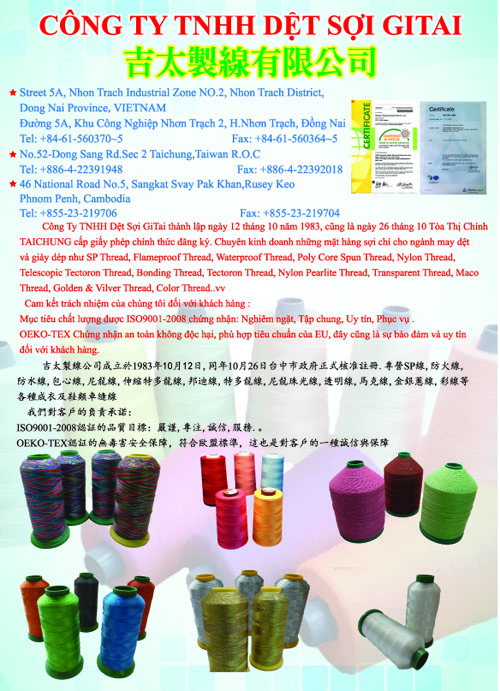 CÔNG TY TNHH DỆT SỢI GITAI
吉太製線有限公司
Street 5A, Nhon Trach Industrial Zone NO.2, Nhon Trach District,
Dong Nai Province, VIETNAM
Đường 5A, Khu Công Nghiệp Nhơn Trạch 2, H.Nhơn Trạch, Đồng Nai
Tel: +84-61-560370~5 Fax: +84-61-560364~5
No.52-Dong Sang Rd.Sec 2 Taichung,Taiwan R.O.C
Tel: +886-4-22391948 Fax: +886-4-22392018
46 National Road No.5, Sangkat Svay Pak Khan,Rusey Keo
Phnom Penh, Cambodia
Tel: +855-23-219706 Fax: +855-23-219704
CERTIFICATE
Certificate
Công Ty TNHH Dệt Sợi GiTai thành lập ngày 12 tháng 10 năm 1983, cũng là ngày 26 tháng 10 Tòa Thị Chính
TAICHUNG cấp giấy phép chính thức đăng ký. Chuyên kinh doanh những mặt hàng sợi chỉ cho ngành may dệt
và giày dép như SP Thread, Flameproof Thread, Waterproof Thread, Poly Core Spun Thread, Nylon Thread,
Telescopic Tectoron Thread, Bonding Thread, Tectoron Thread, Nylon Pearlite Thread, Transparent Thread, Maco
Thread, Golden & Vilver Thread, Color Thread..vv
Cam kết trách nhiệm của chúng tôi đối với khách hàng :
Mục tiêu chất lượng được ISO9001-2008 chứng nhận: Nghiêm ngặt, Tập chung, Uy tín, Phục vụ .
OEKO-TEX Chứng nhận an toàn không độc hại, phù hợp tiêu chuẩn của EU, đây cũng là sự bảo đảm và uy tín
đối với khách hàng.
吉太製線公司成立於1983年10月12日,同年10月26日台中市政府正式核准註冊.專營SP線,防火線,
防水線,包心線,尼龍線,伸縮特多龍線,邦迪線,特多龍線,尼龍珠光線,透明線,馬克線,金銀蔥線,彩線等
各種成衣及鞋類車縫線
我們對客戶的負責承諾:
ISO9001-2008認証的品質目標: 嚴謹,專注,誠信,服務.。
OEKO-TEX認証的無毒害安全保障, 符合歐盟標準, 這也是對客戶的一種誠信與保障